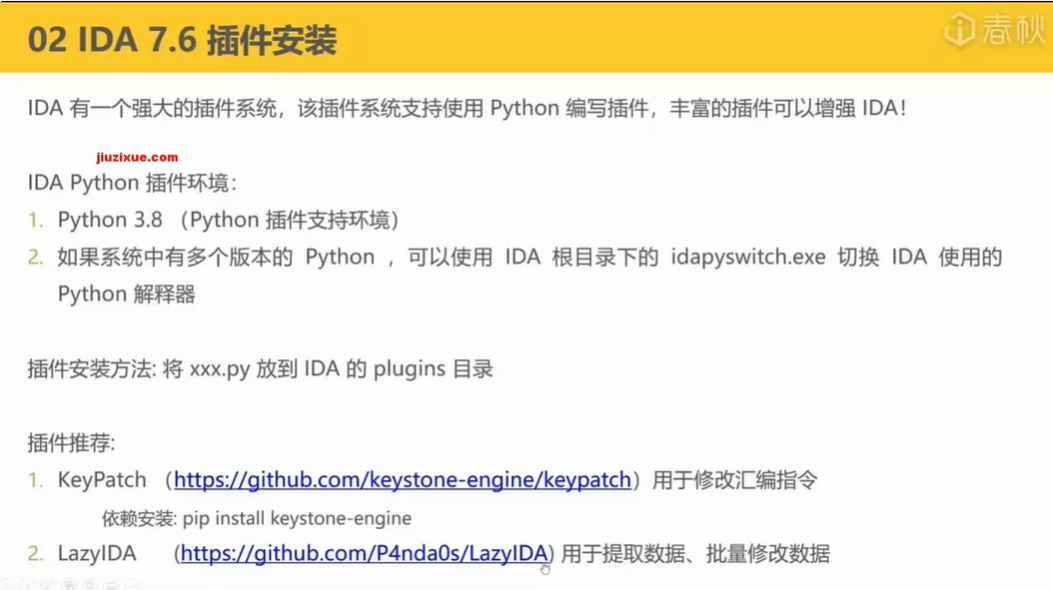 02 IDA 7.6 插件安装
春秋
IDA 有一个强大的插件系统，该插件系统支持使用 Python 编写插件，丰富的插件可以增强 IDA！
jiuzixue.com
IDA Python 插件环境：
1. Python 3.8 （Python 插件支持环境）
2. 如果系统中有多个版本的 Python ，可以使用 IDA 根目录下的 idapyswitch.exe 切换 IDA 使用的
Python 解释器
插件安装方法: 将 xxx.py 放到 IDA 的 plugins 目录
插件推荐:
1. KeyPatch （https://github.com/keystone-engine/keypatch）用于修改汇编指令
依赖安装: pip install keystone-engine
2. LazyIDA (https://github.com/P4nda0s/LazyIDA) 用于提取数据、批量修改数据